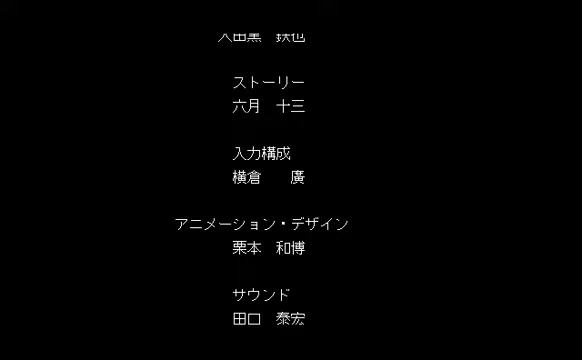 ストーリー
六月　十三
入力構成
横倉　　廣
アニメーション・デザイン
栗本　和博
サウンド
田口　泰宏